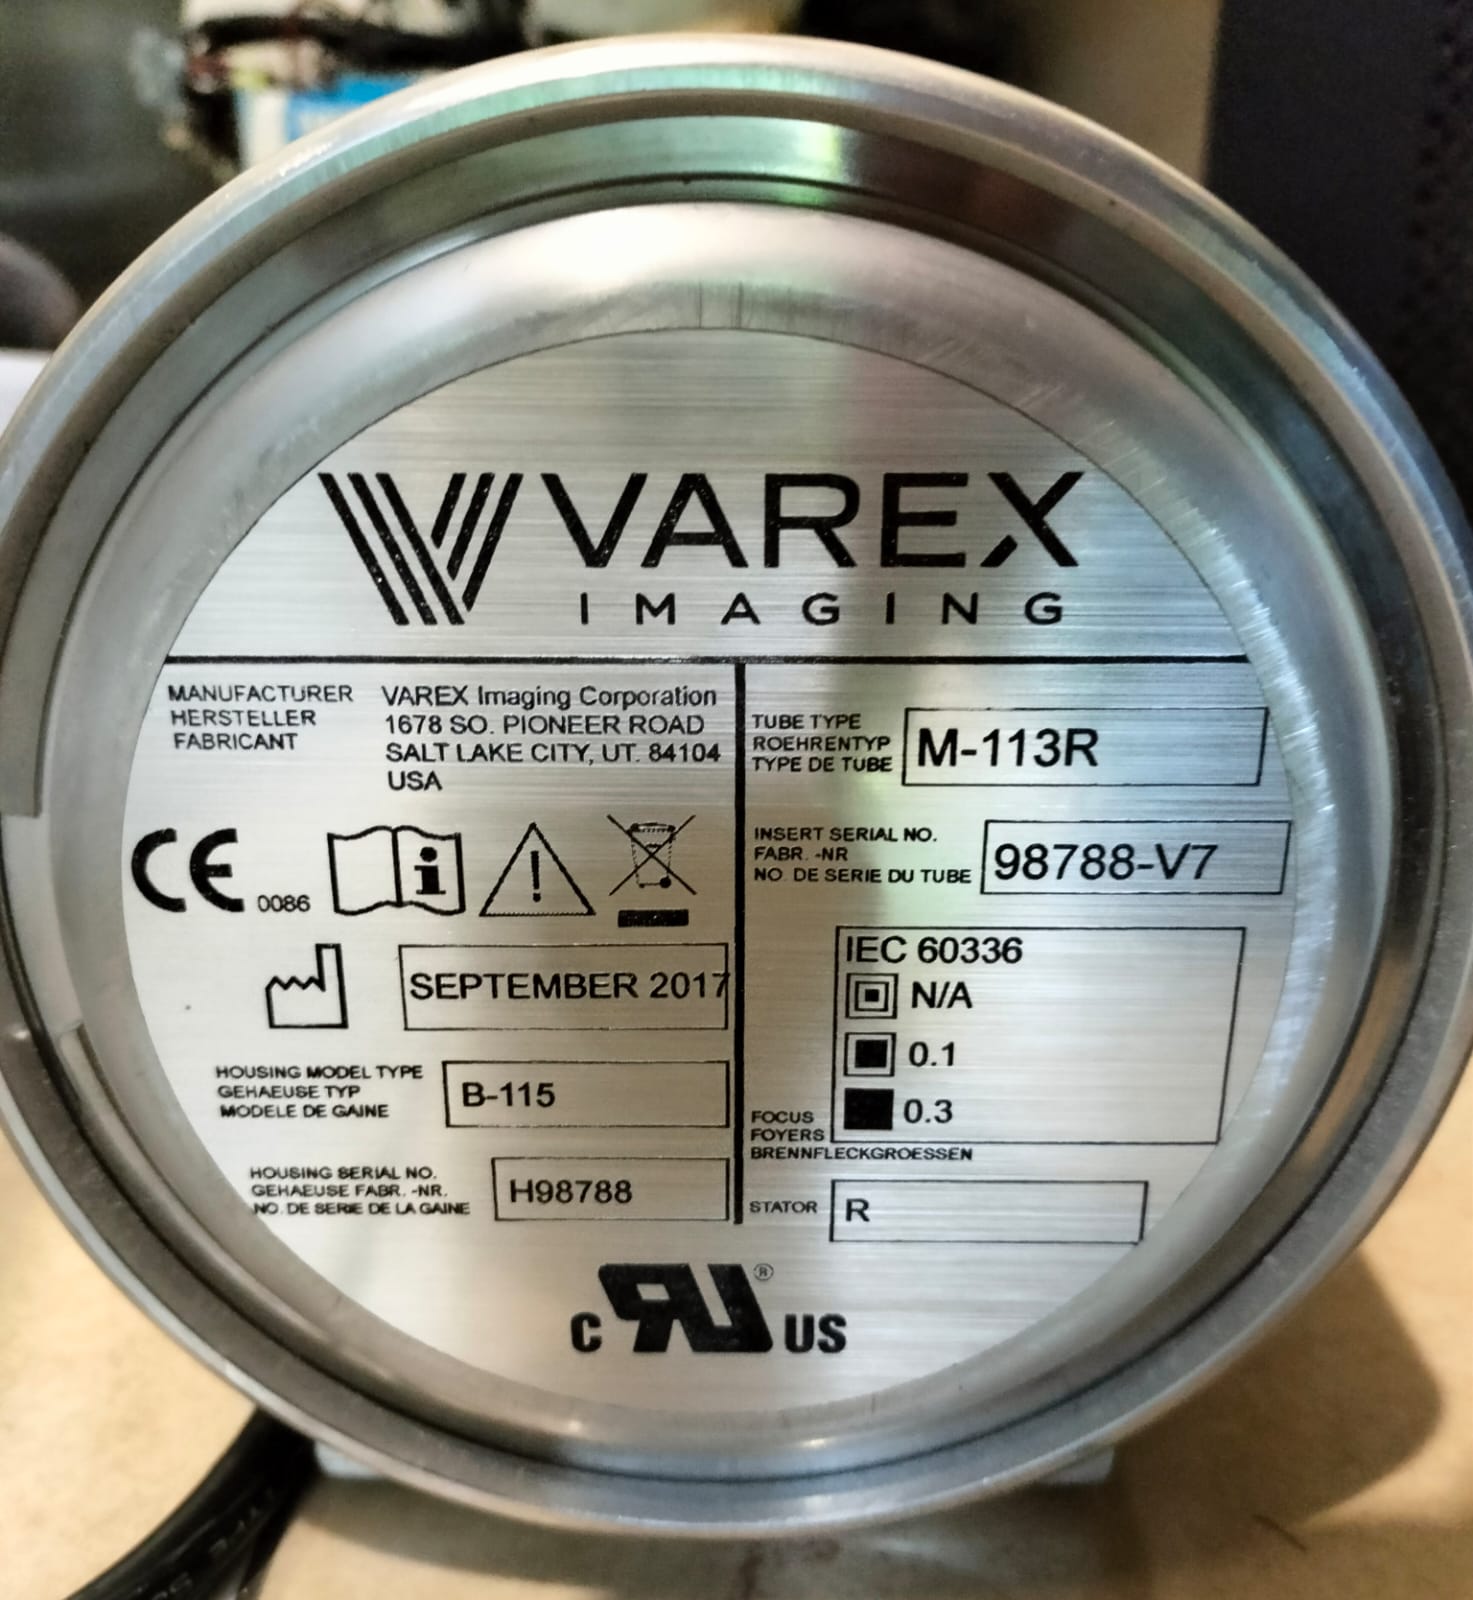 VAREX
IMAGING
MANUFACTURER
HERSTELLER
FABRICANT
VAREX Imaging Corporation
1678 SO. PIONEER ROAD
SALT LAKE CITY, UT. 84104
USA
CE 0086
SEPTEMBER 2017
HOUSING MODEL TYPE
GEHAEUSE TYP
MODELE DE GAINE
B-115
HOUSING SERIAL NO.
GEHAEUSE FABR. -NR.
NO. DE SERIE DE LA GAINE
H98788
TUBE TYPE
ROEHRENTYP
TYPE DE TUBE
M-113R
INSERT SERIAL NO.
FABR. -NR
NO. DE SERIE DU TUBE
98788-V7
IEC 60336
N/A
0.1
0.3
FOCUS
FOYERS
BRENNFLECKGROESSEN
STATOR
R
C RU® US